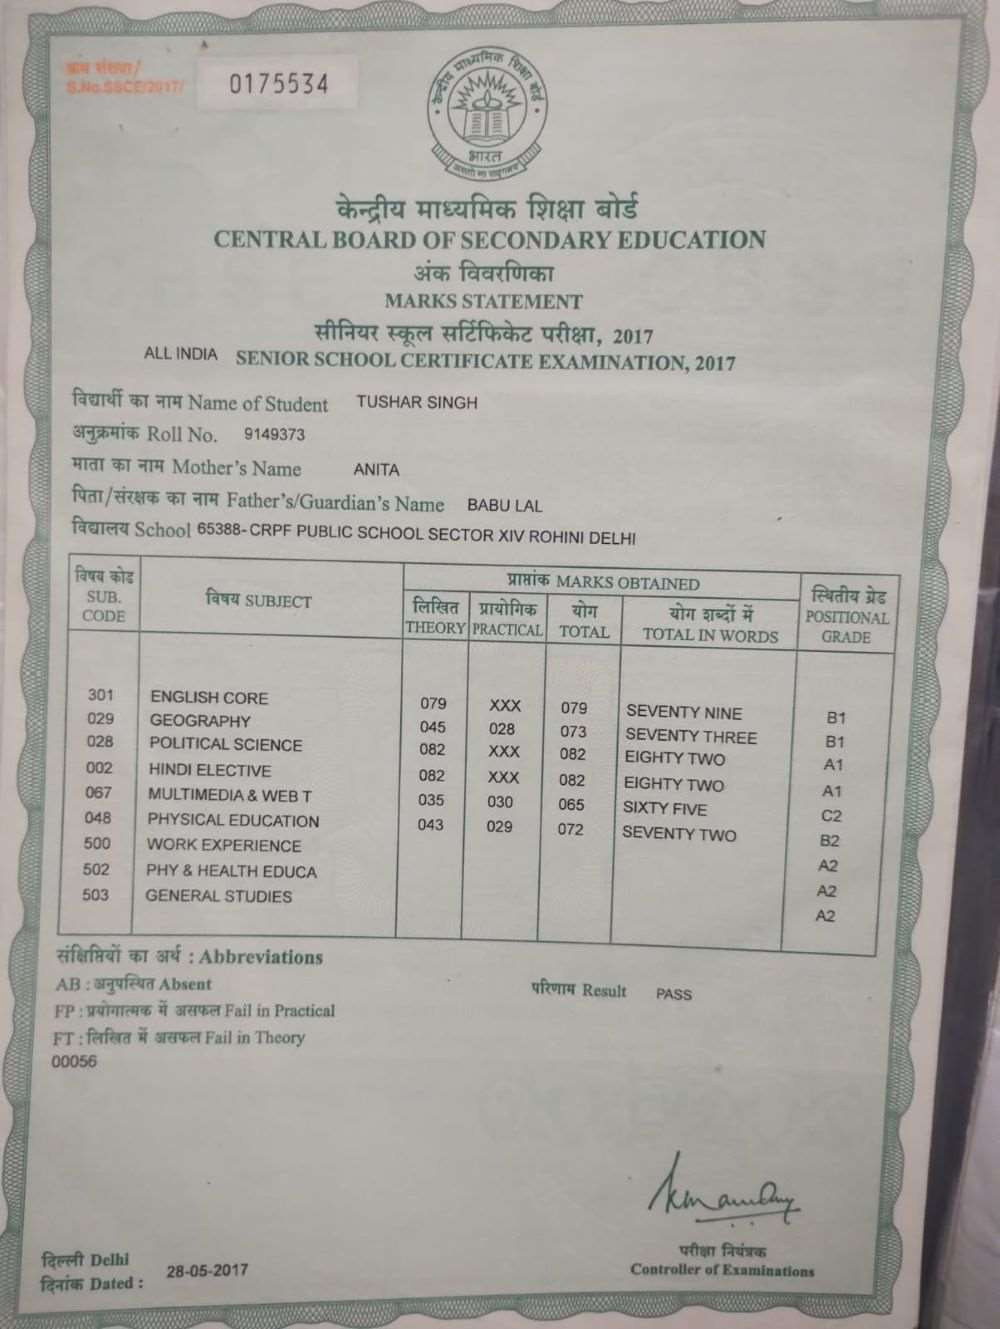 क्रम संख्या/
S.No.SSCE/2017/ 0175534
केन्द्रीय माध्यमिक शिक्षा बोर्ड
भारत
असतो मा सद्गमय
केन्द्रीय माध्यमिक शिक्षा बोर्ड
CENTRAL BOARD OF SECONDARY EDUCATION
अंक विवरणिका
MARKS STATEMENT
सीनियर स्कूल सर्टिफिकेट परीक्षा, 2017
ALL INDIA SENIOR SCHOOL CERTIFICATE EXAMINATION, 2017
विद्यार्थी का नाम Name of Student TUSHAR SINGH
अनुक्रमांक Roll No. 9149373
माता का नाम Mother's Name ANITA
पिता/संरक्षक का नाम Father's/Guardian's Name BABU LAL
विद्यालय School 65388- CRPF PUBLIC SCHOOL SECTOR XIV ROHINI DELHI
विषय कोड SUB. CODE विषय SUBJECT प्राप्तांक MARKS OBTAINED स्थितीय ग्रेड POSITIONAL GRADE
लिखित THEORY प्रायोगिक PRACTICAL योग TOTAL योग शब्दों में TOTAL IN WORDS
301 ENGLISH CORE 079 XXX 079 SEVENTY NINE B1
029 GEOGRAPHY 045 028 073 SEVENTY THREE B1
028 POLITICAL SCIENCE 082 XXX 082 EIGHTY TWO A1
002 HINDI ELECTIVE 082 XXX 082 EIGHTY TWO A1
067 MULTIMEDIA & WEB T 035 030 065 SIXTY FIVE C2
048 PHYSICAL EDUCATION 043 029 072 SEVENTY TWO B2
500 WORK EXPERIENCE A2
502 PHY & HEALTH EDUCA A2
503 GENERAL STUDIES A2
संक्षिप्तियों का अर्थ : Abbreviations
AB : अनुपस्थित Absent परिणाम Result PASS
FP : प्रयोगात्मक में असफल Fail in Practical
FT : लिखित में असफल Fail in Theory
00056
दिल्ली Delhi परीक्षा नियंत्रक
दिनांक Dated : 28-05-2017 Controller of Examinations